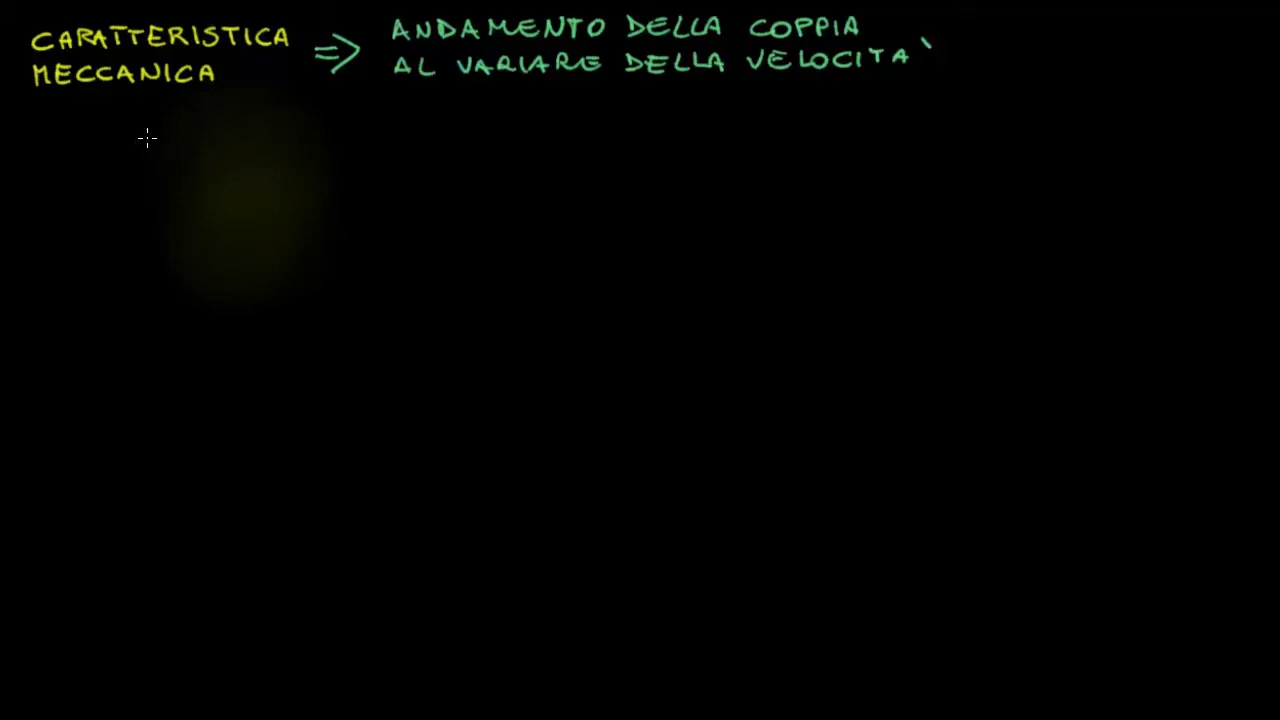 CARATTERISTICA
MECCANICA
⇒
ANDAMENTO DELLA COPPIA
AL VARIARE DELLA VELOCITA`